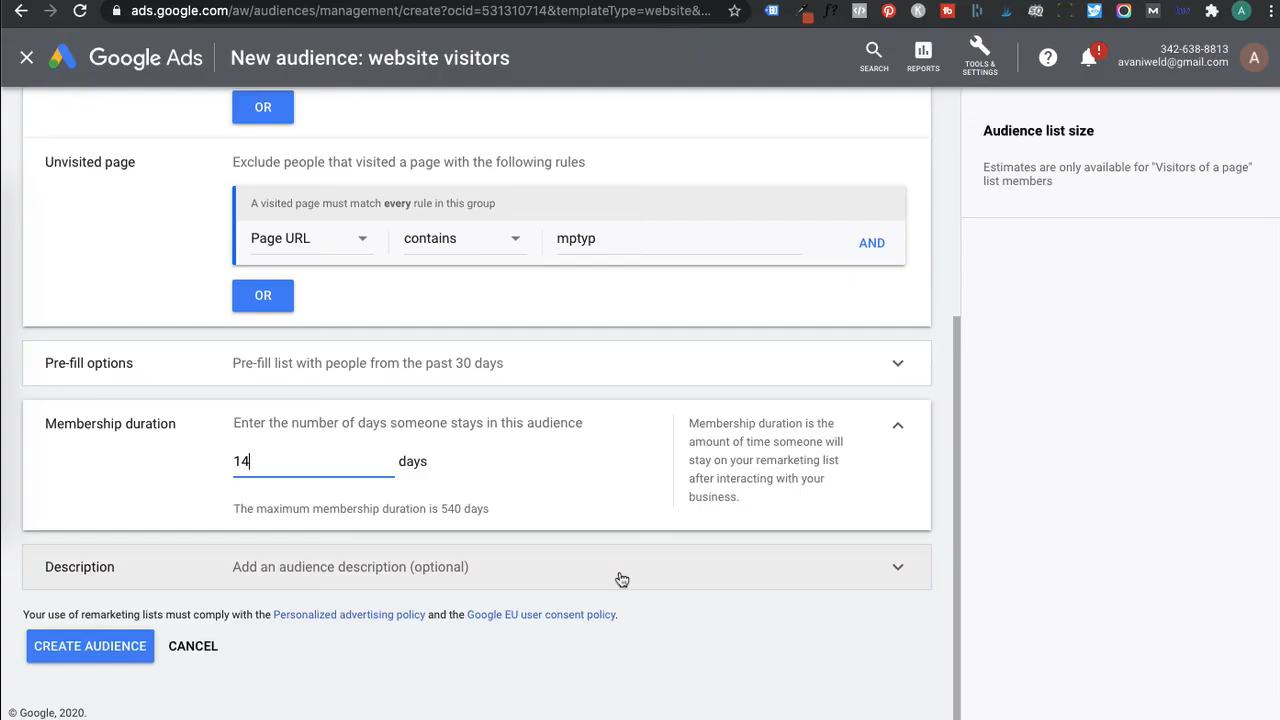 ads.google.com/aw/audiences/management/create?ocid=531310714&templateType=website&...
Google Ads
New audience: website visitors
SEARCH
REPORTS
TOOLS &
SETTINGS
342-638-8813
avaniweld@gmail.com
A
OR
Unvisited page
Exclude people that visited a page with the following rules
A visited page must match every rule in this group
Page URL
contains
mptyp
AND
OR
Pre-fill options
Pre-fill list with people from the past 30 days
Membership duration
Enter the number of days someone stays in this audience
14
days
The maximum membership duration is 540 days
Membership duration is the
amount of time someone will
stay on your remarketing list
after interacting with your
business.
Description
Add an audience description (optional)
Your use of remarketing lists must comply with the Personalized advertising policy and the Google EU user consent policy.
CREATE AUDIENCE
CANCEL
© Google, 2020.
Audience list size
Estimates are only available for "Visitors of a page"
list members